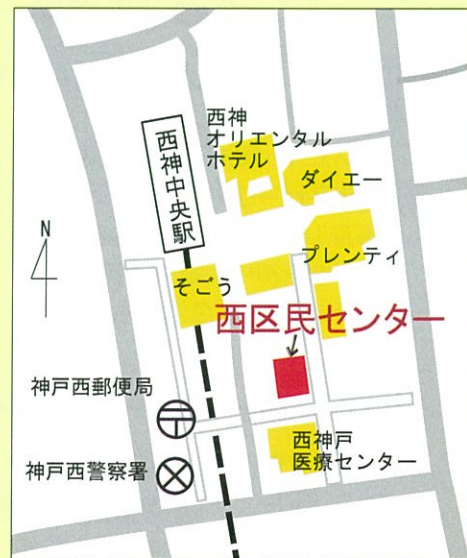 西神
オリエンタル
ホテル
西神中央駅
ダイエー
N
プレンティ
そごう
西区民センター
神戸西郵便局
西神戸
医療センター
神戸西警察署